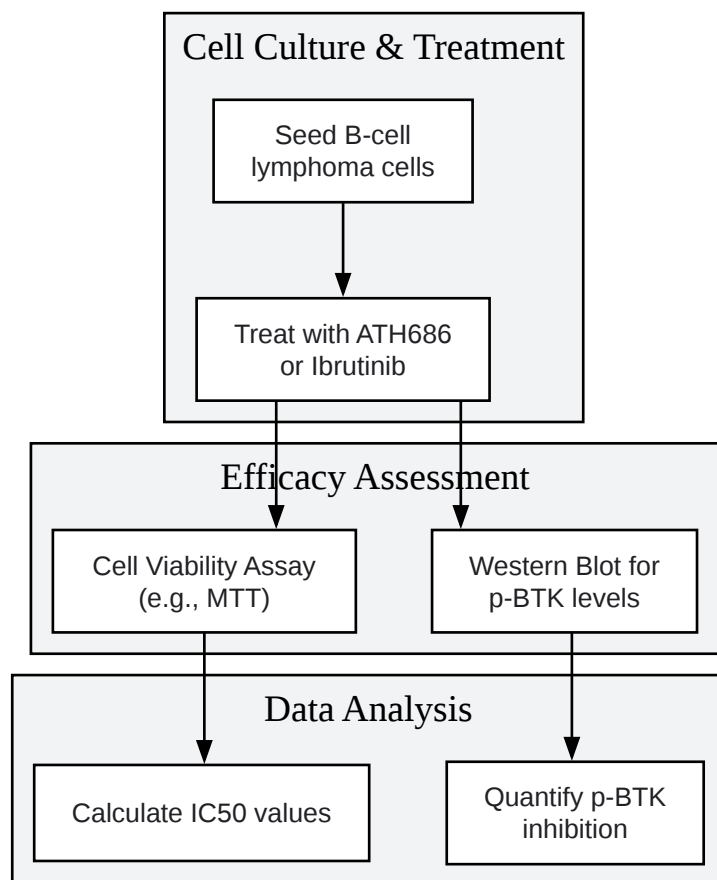 Cell Culture & Treatment
Seed B-cell
lymphoma cells
Treat with ATH686
or Ibrutinib
Efficacy Assessment
Cell Viability Assay
(e.g., MTT)
Western Blot for
p-BTK levels
Data Analysis
Calculate IC50 values
Quantify p-BTK
inhibition